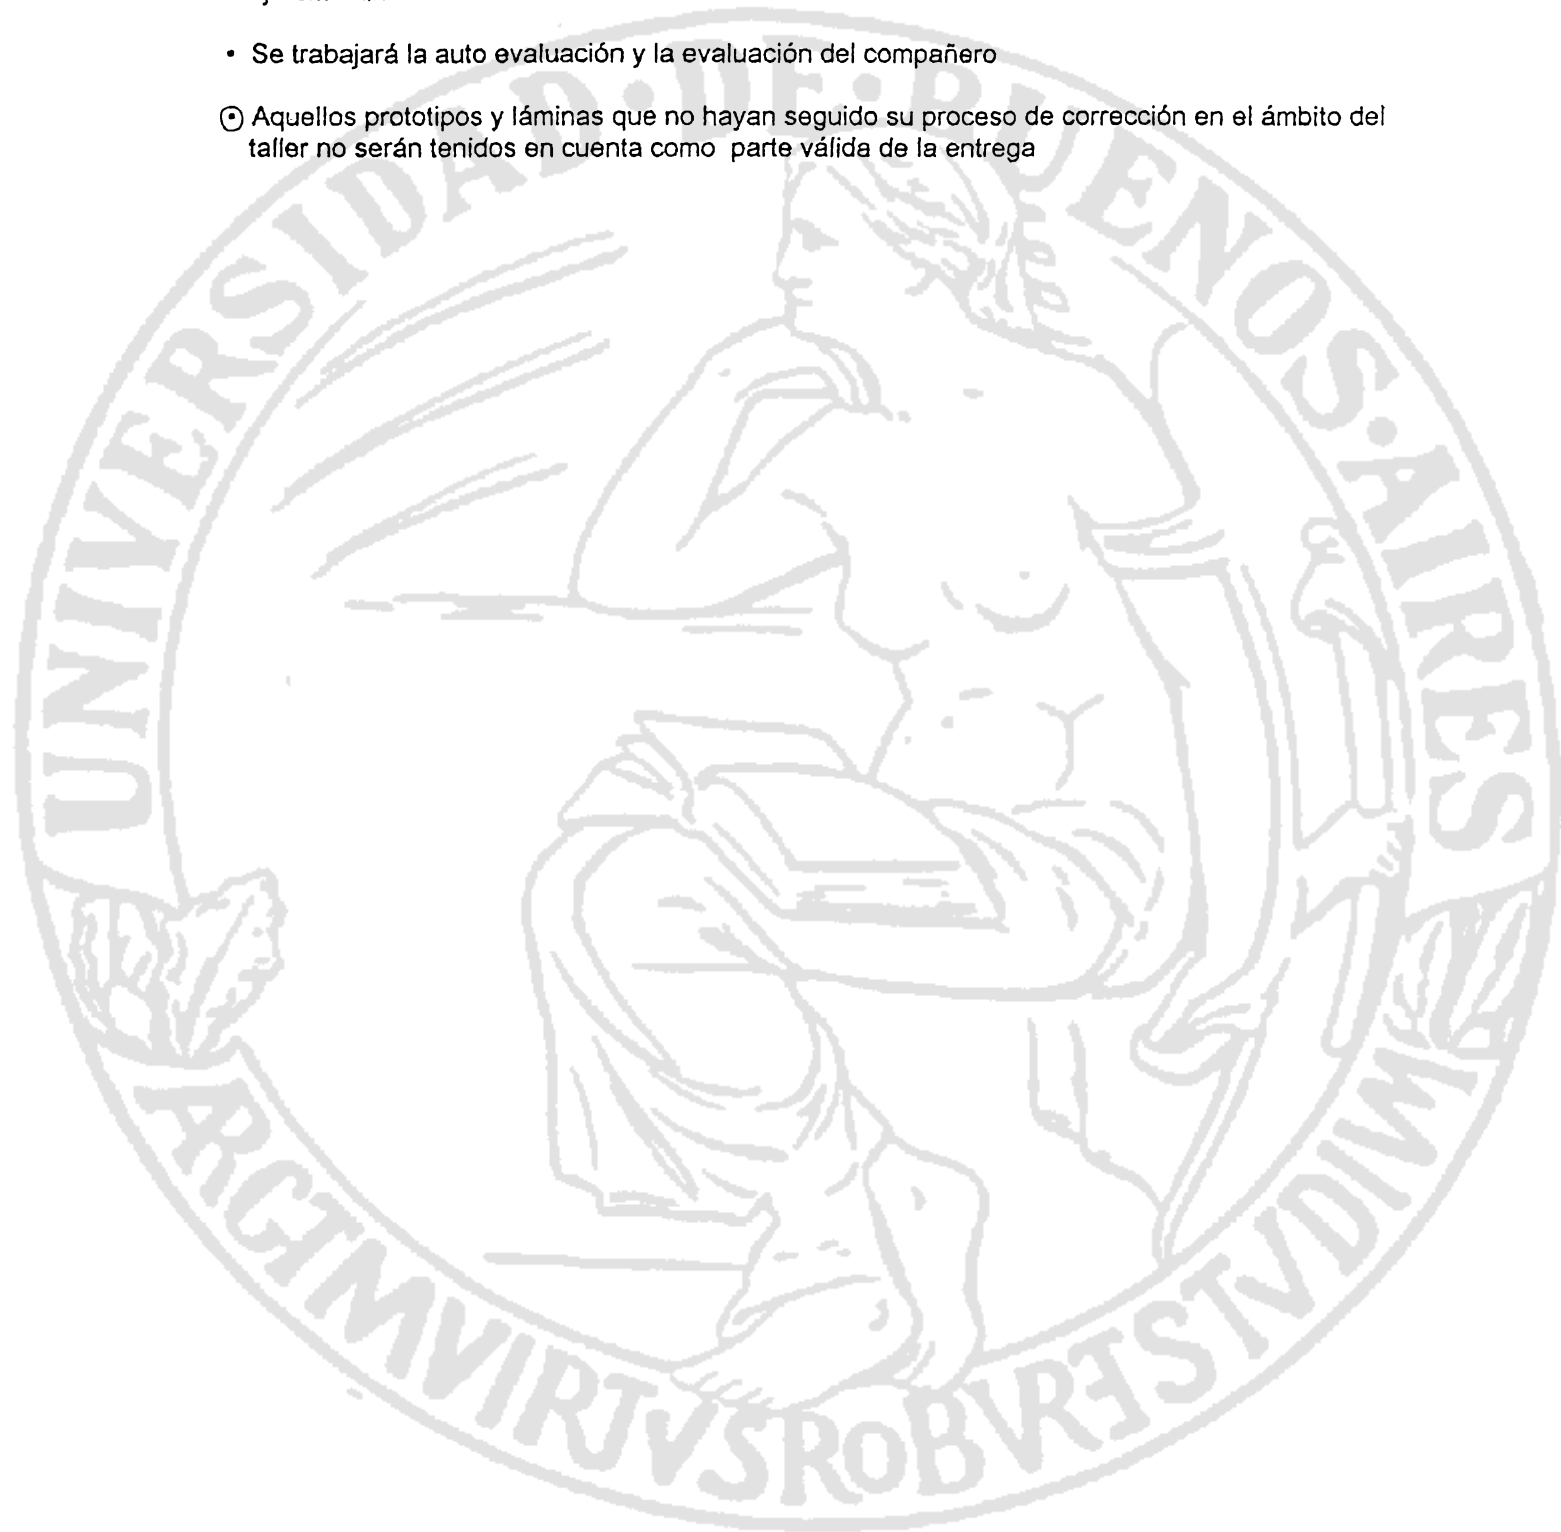 • Se trabajará la auto evaluación y la evaluación del compañero
⊙ Aquellos prototipos y láminas que no hayan seguido su proceso de corrección en el ámbito del
taller no serán tenidos en cuenta como parte válida de la entrega
UNIVERSIDAD·DE·BUENOS·AIRES
ARGTMVIRTVSROBVRETSTVDIVM